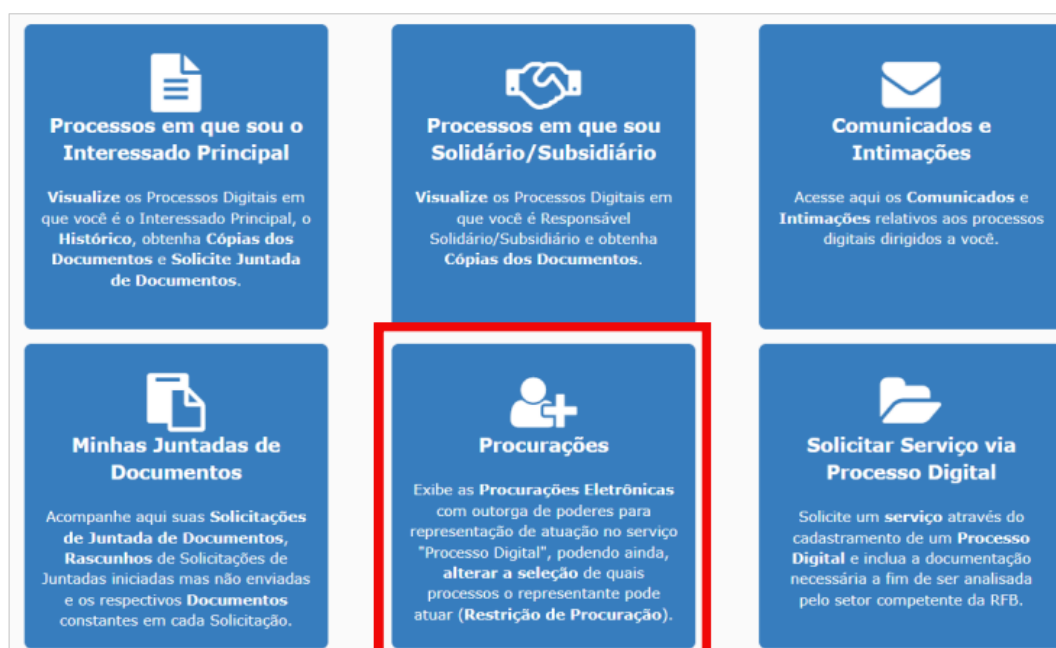 Processos em que sou o
Interessado Principal
Visualize os Processos Digitais em
que você é o Interessado Principal, o
Histórico, obtenha Cópias dos
Documentos e Solicite Juntada
de Documentos.
Processos em que sou
Solidário/Subsidiário
Visualize os Processos Digitais em
que você é Responsável
Solidário/Subsidiário e obtenha
Cópias dos Documentos.
Comunicados e
Intimações
Acesse aqui os Comunicados e
Intimações relativos aos processos
digitais dirigidos a você.
Minhas Juntadas de
Documentos
Acompanhe aqui suas Solicitações
de Juntada de Documentos,
Rascunhos de Solicitações de
Juntadas iniciadas mas não enviadas
e os respectivos Documentos
constantes em cada Solicitação.
Procurações
Exibe as Procurações Eletrônicas
com outorga de poderes para
representação de atuação no serviço
"Processo Digital", podendo ainda,
alterar a seleção de quais
processos o representante pode
atuar (Restrição de Procuração).
Solicitar Serviço via
Processo Digital
Solicite um serviço através do
cadastramento de um Processo
Digital e inclua a documentação
necessária a fim de ser analisada
pelo setor competente da RFB.